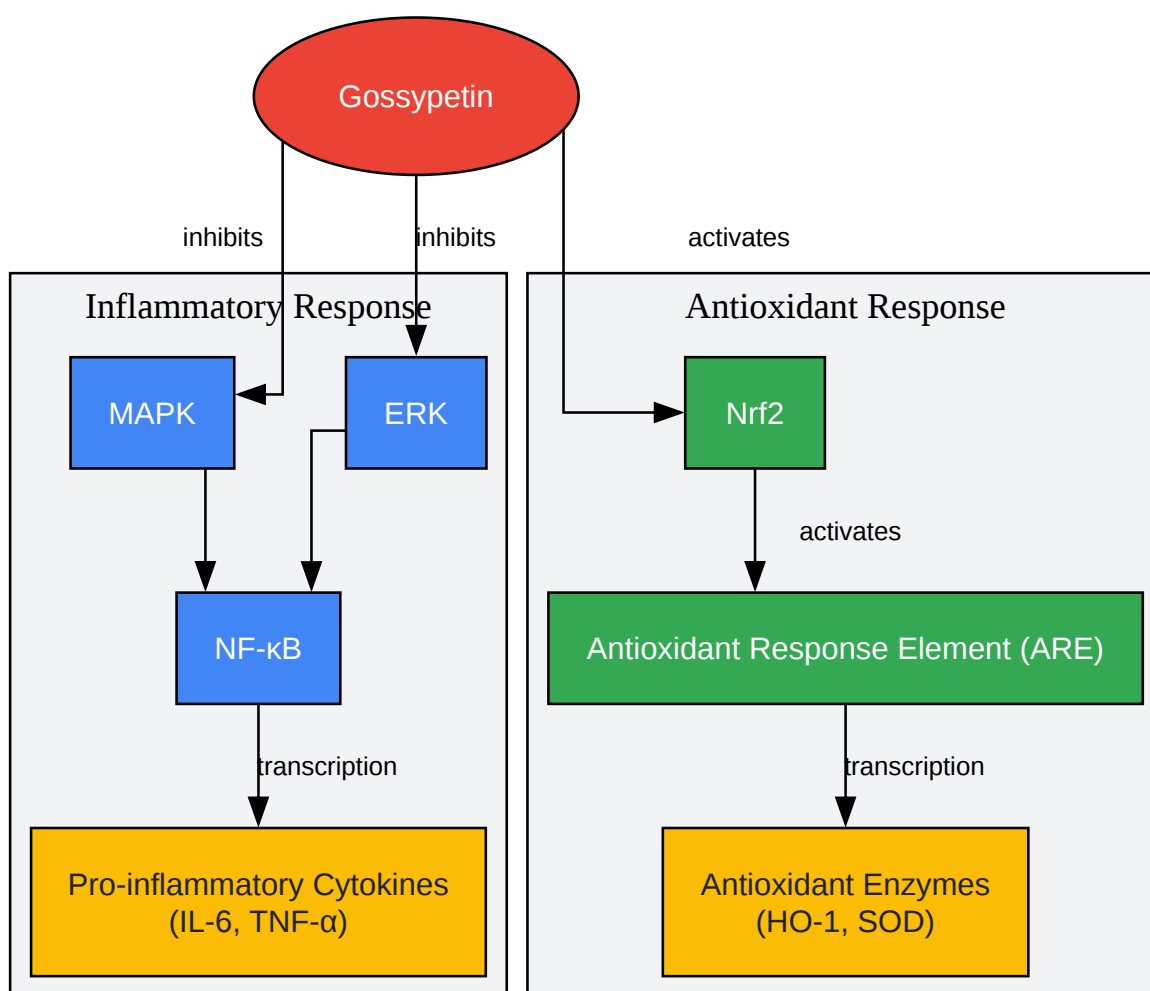 Gossypetin
inhibits
inhibits
activates
Inflammatory Response
Antioxidant Response
MAPK
ERK
Nrf2
activates
NF-κB
Antioxidant Response Element (ARE)
transcription
transcription
Pro-inflammatory Cytokines
(IL-6, TNF-α)
Antioxidant Enzymes
(HO-1, SOD)